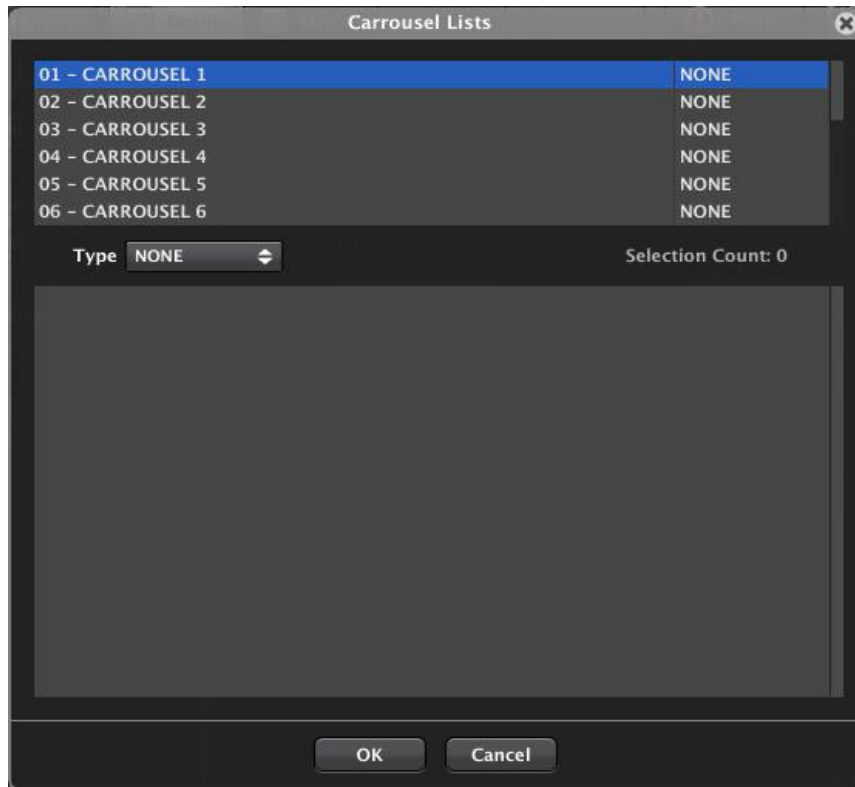 Carrousel Lists
01 – CARROUSEL 1 NONE
02 – CARROUSEL 2 NONE
03 – CARROUSEL 3 NONE
04 – CARROUSEL 4 NONE
05 – CARROUSEL 5 NONE
06 – CARROUSEL 6 NONE
Type NONE Selection Count: 0
OK Cancel